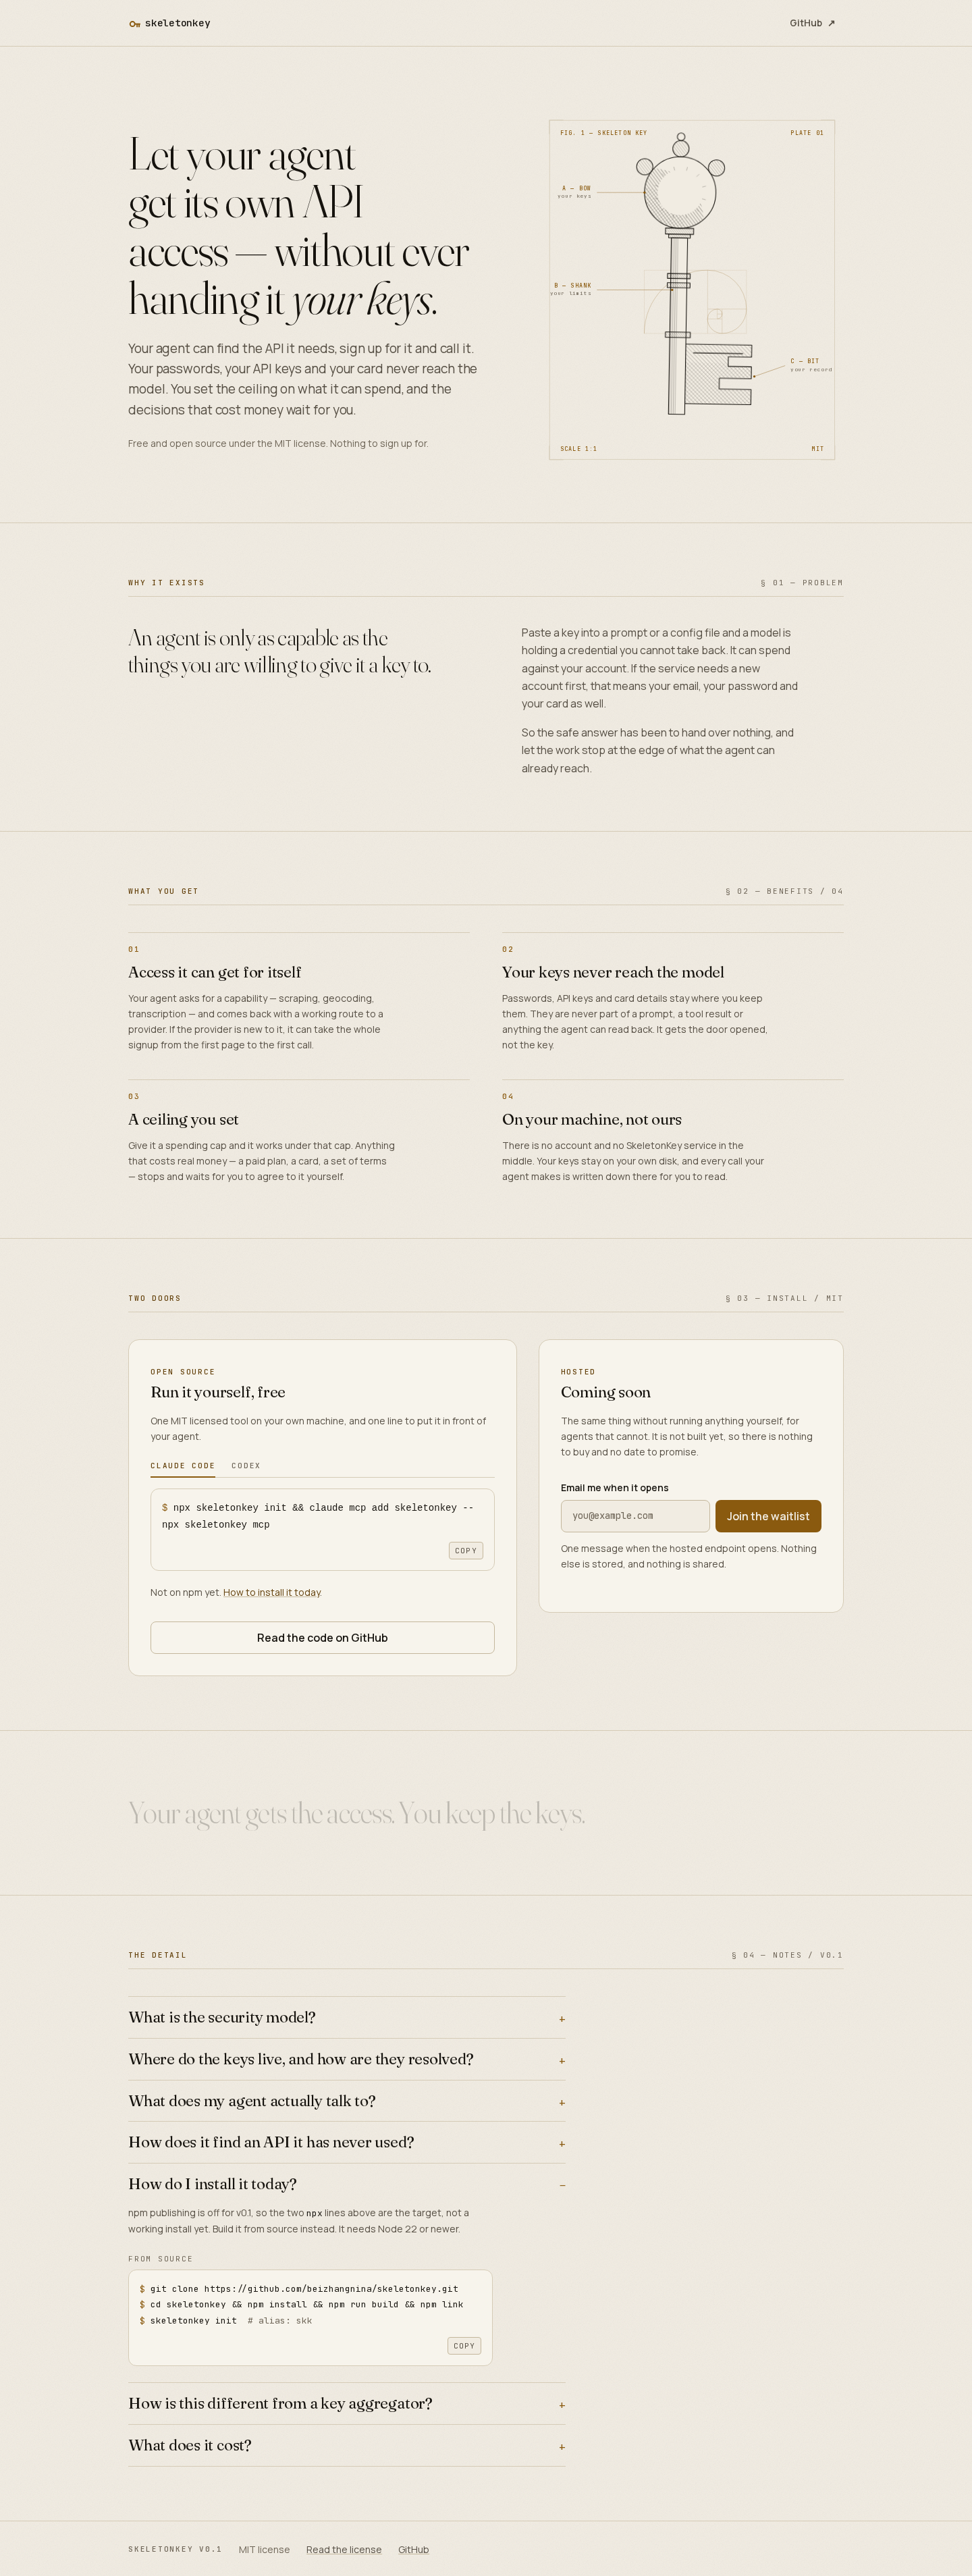 skeletonkey
GitHub ↗
Let your agent
get its own API
access — without ever
handing it your keys.
Your agent can find the API it needs, sign up for it and call it.
Your passwords, your API keys and your card never reach the
model. You set the ceiling on what it can spend, and the
decisions that cost money wait for you.
Free and open source under the MIT license. Nothing to sign up for.
FIG. 1 — SKELETON KEY
PLATE 01
A — BOW
your keys
B — SHANK
your limits
C — BIT
your record
SCALE 1:1
MIT
WHY IT EXISTS
§ 01 — PROBLEM
An agent is only as capable as the
things you are willing to give it a key to.
Paste a key into a prompt or a config file and a model is
holding a credential you cannot take back. It can spend
against your account. If the service needs a new
account first, that means your email, your password and
your card as well.
So the safe answer has been to hand over nothing, and
let the work stop at the edge of what the agent can
already reach.
WHAT YOU GET
§ 02 — BENEFITS / 04
01
Access it can get for itself
Your agent asks for a capability — scraping, geocoding,
transcription — and comes back with a working route to a
provider. If the provider is new to it, it can take the whole
signup from the first page to the first call.
02
Your keys never reach the model
Passwords, API keys and card details stay where you keep
them. They are never part of a prompt, a tool result or
anything the agent can read back. It gets the door opened,
not the key.
03
A ceiling you set
Give it a spending cap and it works under that cap. Anything
that costs real money — a paid plan, a card, a set of terms
— stops and waits for you to agree to it yourself.
04
On your machine, not ours
There is no account and no SkeletonKey service in the
middle. Your keys stay on your own disk, and every call your
agent makes is written down there for you to read.
TWO DOORS
§ 03 — INSTALL / MIT
OPEN SOURCE
Run it yourself, free
One MIT licensed tool on your own machine, and one line to put it in front of
your agent.
CLAUDE CODE
CODEX
$ npx skeletonkey init && claude mcp add skeletonkey --
npx skeletonkey mcp
COPY
Not on npm yet. How to install it today.
Read the code on GitHub
HOSTED
Coming soon
The same thing without running anything yourself, for
agents that cannot. It is not built yet, so there is nothing
to buy and no date to promise.
Email me when it opens
you@example.com
Join the waitlist
One message when the hosted endpoint opens. Nothing
else is stored, and nothing is shared.
Your agent gets the access. You keep the keys.
THE DETAIL
§ 04 — NOTES / V0.1
What is the security model?
+
Where do the keys live, and how are they resolved?
+
What does my agent actually talk to?
+
How does it find an API it has never used?
+
How do I install it today?
–
npm publishing is off for v0.1, so the two npx lines above are the target, not a
working install yet. Build it from source instead. It needs Node 22 or newer.
FROM SOURCE
$ git clone https://github.com/beizhangnina/skeletonkey.git
$ cd skeletonkey && npm install && npm run build && npm link
$ skeletonkey init # alias: skk
COPY
How is this different from a key aggregator?
+
What does it cost?
+
SKELETONKEY V0.1
MIT license
Read the license
GitHub